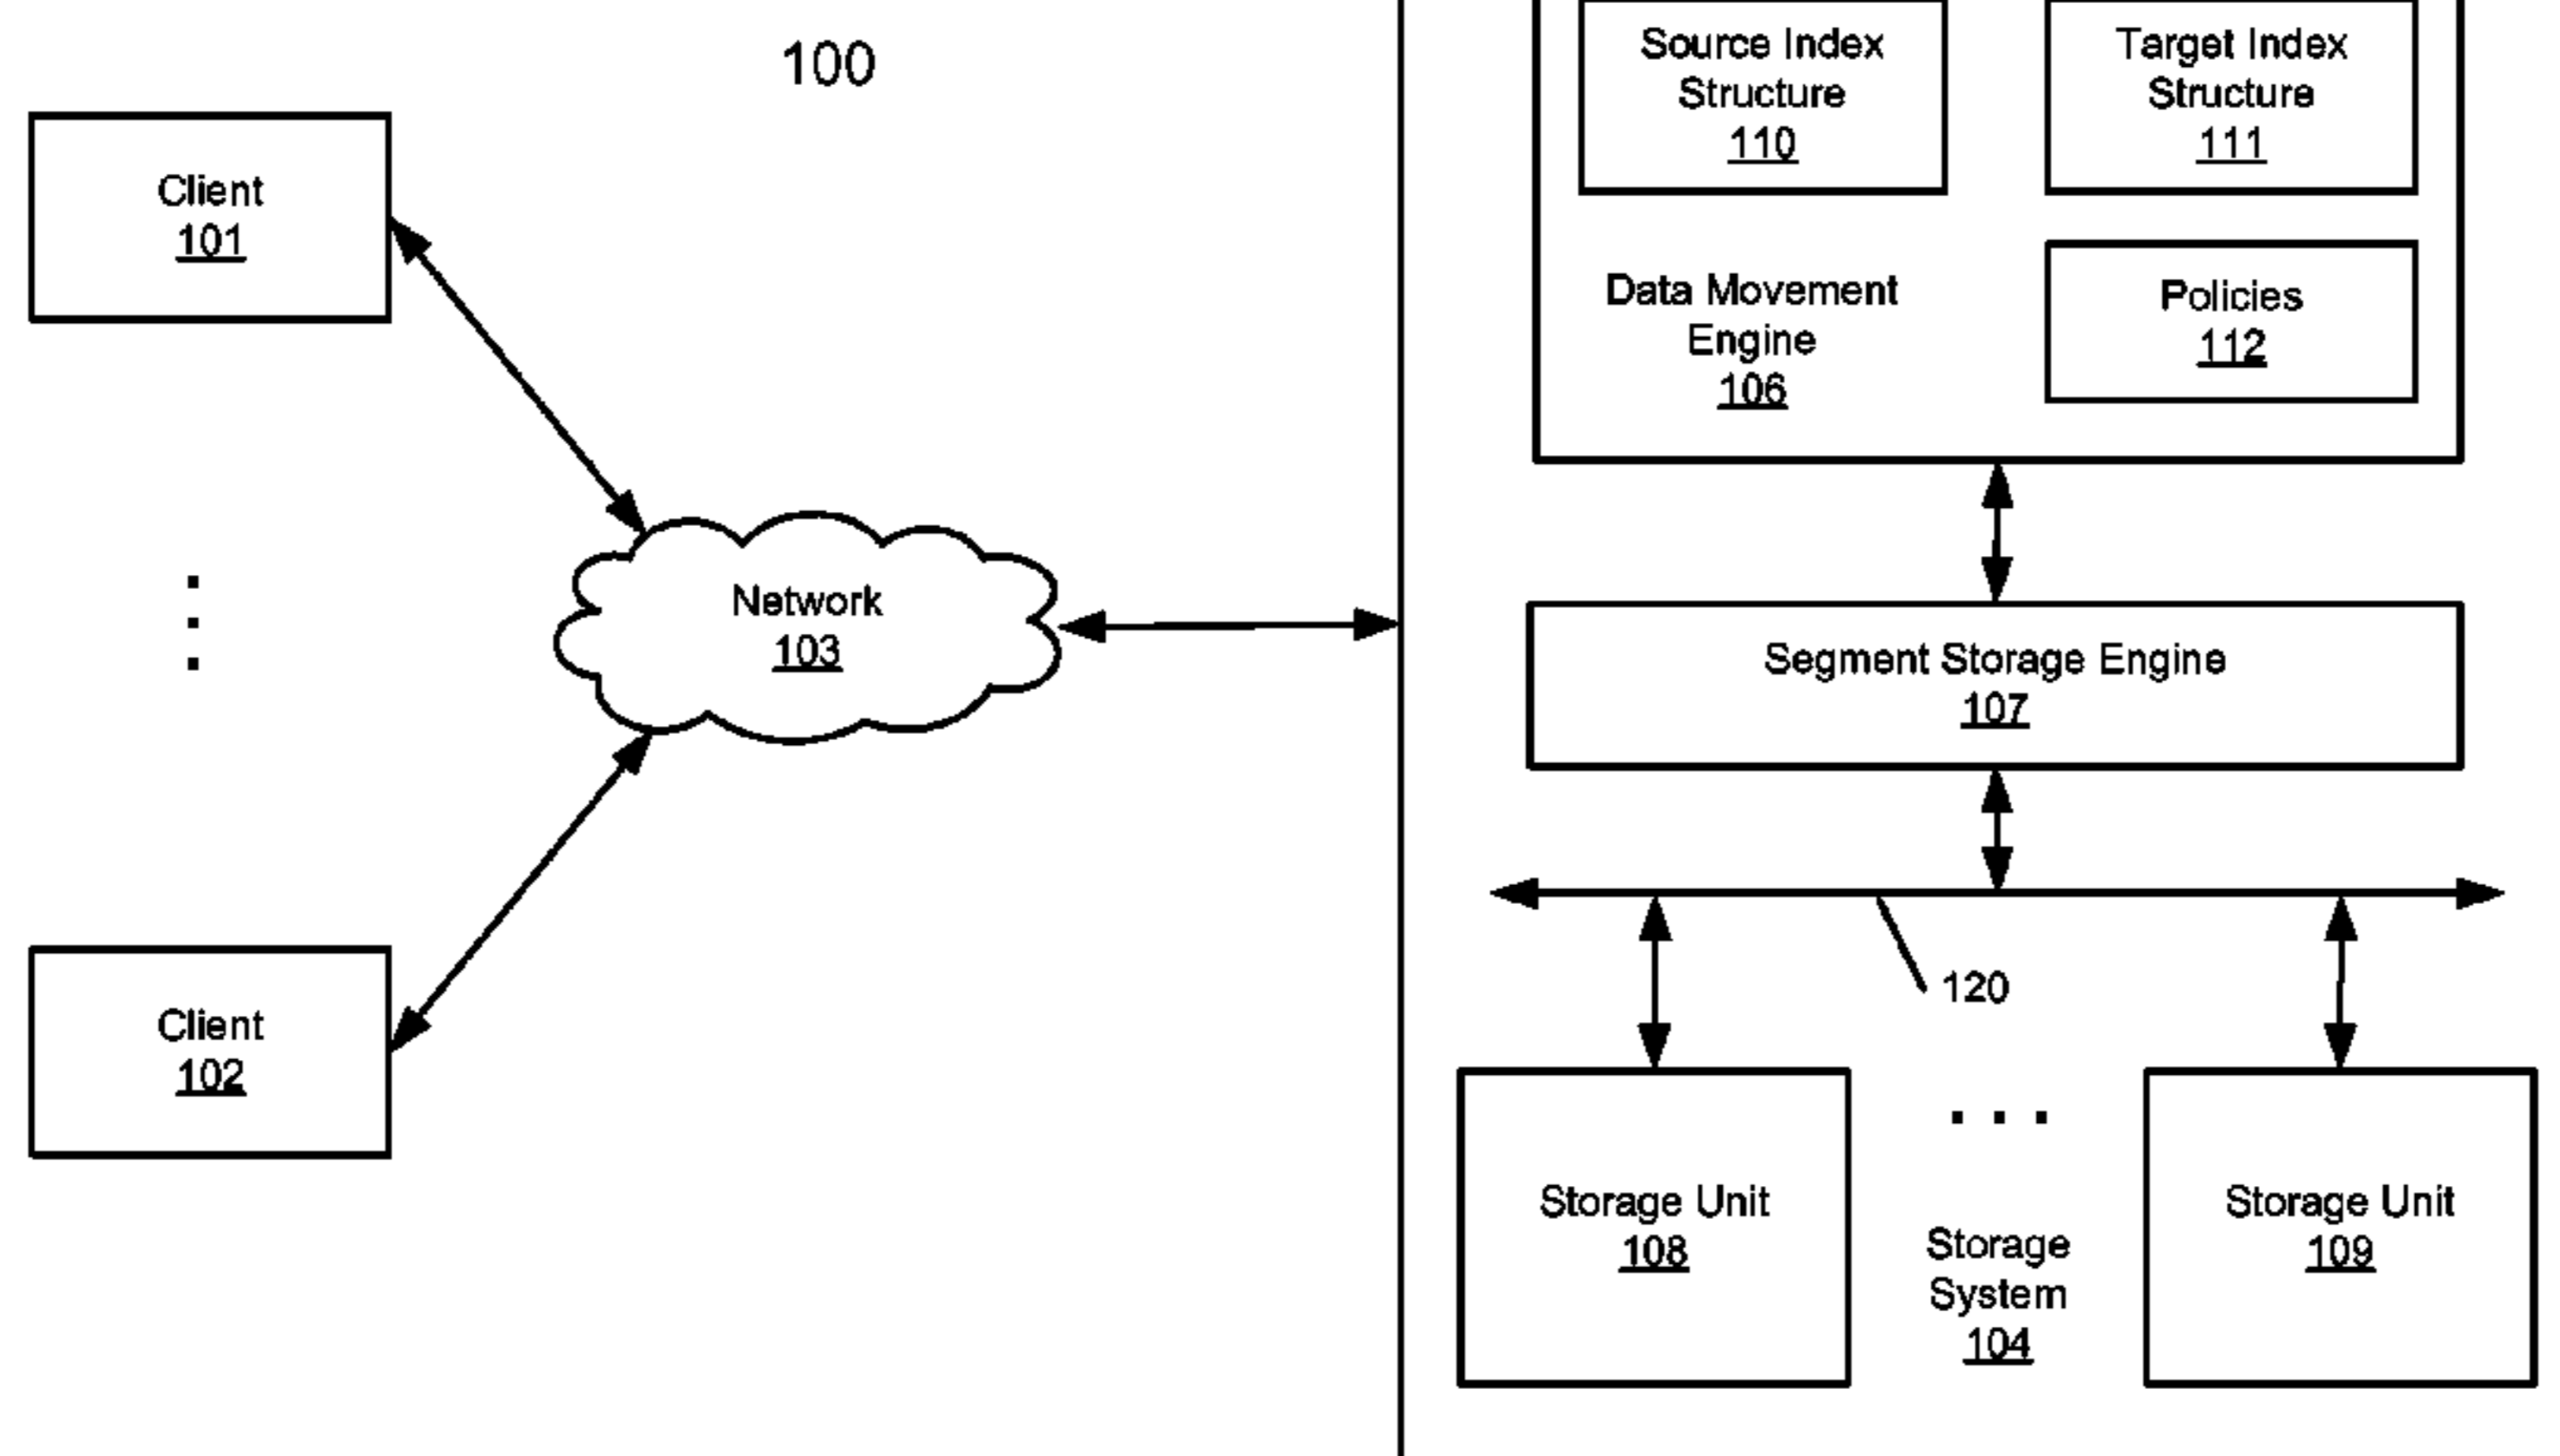 100
Client
101
Network
103
Client
102
Source Index
Structure
110
Target Index
Structure
111
Data Movement
Engine
106
Policies
112
Segment Storage Engine
107
120
Storage Unit
108
Storage
System
104
Storage Unit
109